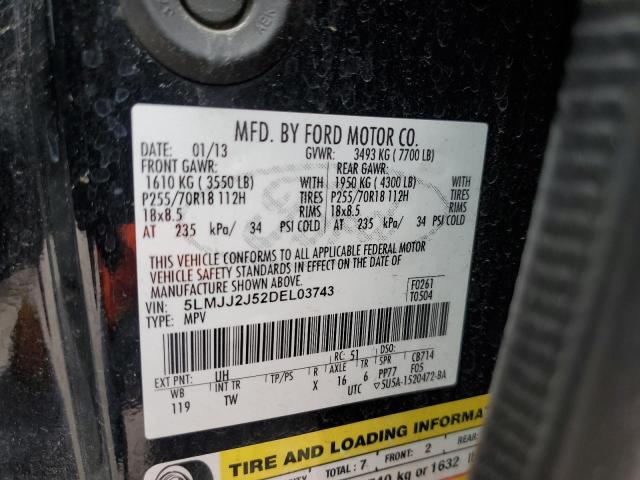 MFD. BY FORD MOTOR CO.
DATE: 01/13 GVWR: 3493 KG ( 7700 LB)
FRONT GAWR: REAR GAWR:
1610 KG ( 3550 LB) WITH 1950 KG ( 4300 LB) WITH
P255/70R18 112H TIRES P255/70R18 112H TIRES
18x8.5 RIMS 18x8.5 RIMS
AT 235 kPa/ 34 PSI COLD AT 235 kPa/ 34 PSI COLD
THIS VEHICLE CONFORMS TO ALL APPLICABLE FEDERAL MOTOR
VEHICLE SAFETY STANDARDS IN EFFECT ON THE DATE OF
MANUFACTURE SHOWN ABOVE.
VIN: 5LMJJ2J52DEL03743 F0261
TYPE: MPV T0504
RC: 51 DSO:
EXT PNT: UH
WB INT TR TP/PS R AXLE TR SPR CB714
119 TW X 16 6 PP77 F05
UTC 5U5A-1520472-BA
TIRE AND LOADING INFORMA
TOTAL: 7 FRONT: 2 REAR:
kg or 1632